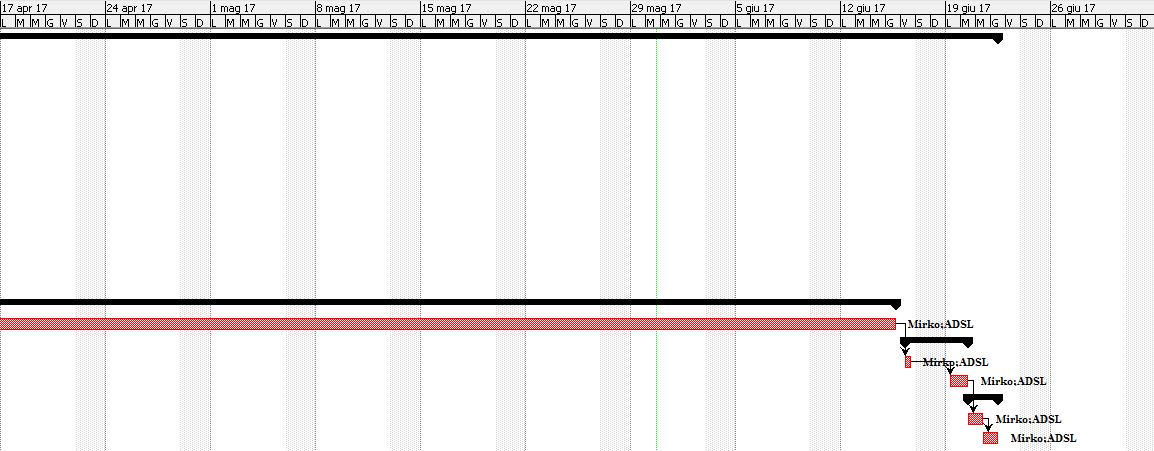 17 apr 17 24 apr 17 1 mag 17 8 mag 17 15 mag 17 22 mag 17 29 mag 17 5 giu 17 12 giu 17 19 giu 17 26 giu 17
L M M G V S D L M M G V S D L M M G V S D L M M G V S D L M M G V S D L M M G V S D L M M G V S D L M M G V S D L M M G V S D L M M G V S D L M M G V S D
Mirko;ADSL
Mirko;ADSL
Mirko;ADSL
Mirko;ADSL
Mirko;ADSL